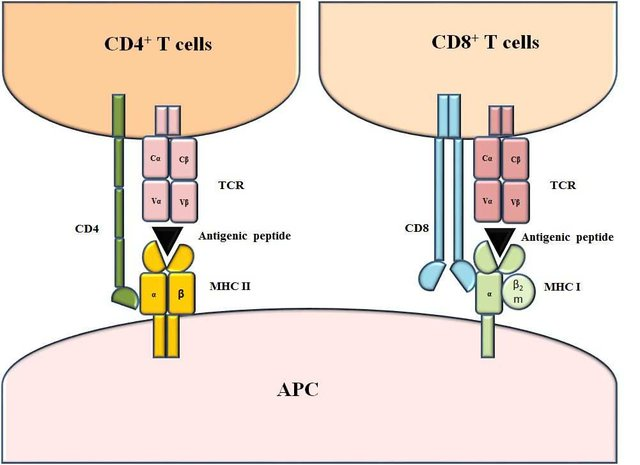 CD4+ T cells
CD8+ T cells
Cα Cβ
Vα Vβ
TCR
CD4
Antigenic peptide
α β
MHC II
Cα Cβ
Vα Vβ
TCR
CD8
Antigenic peptide
α
β2
m
MHC I
APC